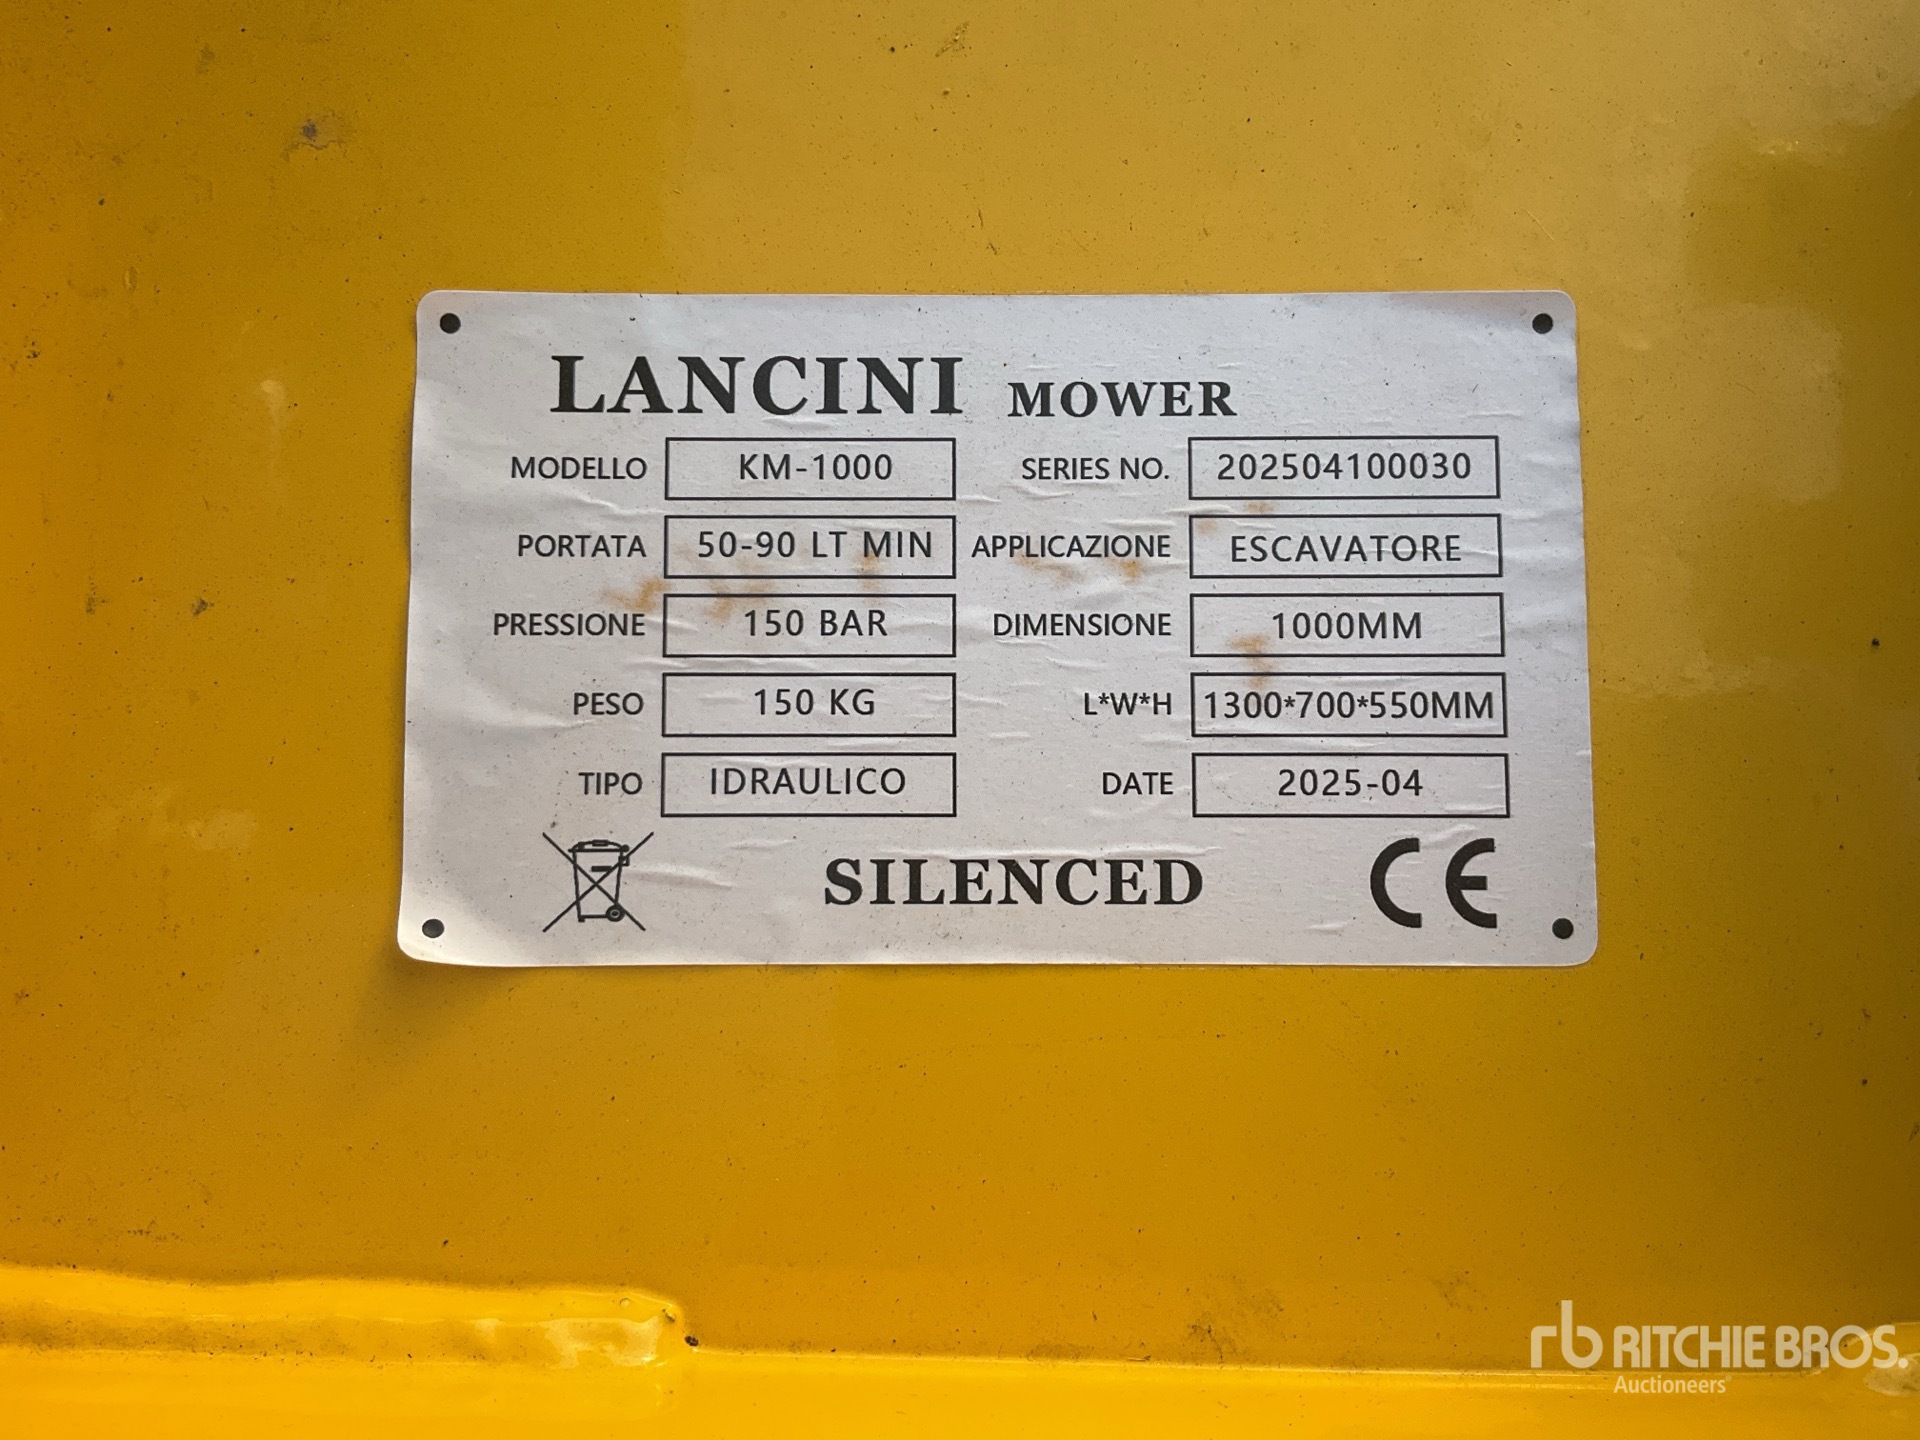 LANCINI MOWER
MODELLO KM-1000 SERIES NO. 202504100030
PORTATA 50-90 LT MIN APPLICAZIONE ESCAVATORE
PRESSIONE 150 BAR DIMENSIONE 1000MM
PESO 150 KG L*W*H 1300*700*550MM
TIPO IDRAULICO DATE 2025-04
SILENCED CE
rb RITCHIE BROS.
Auctioneers